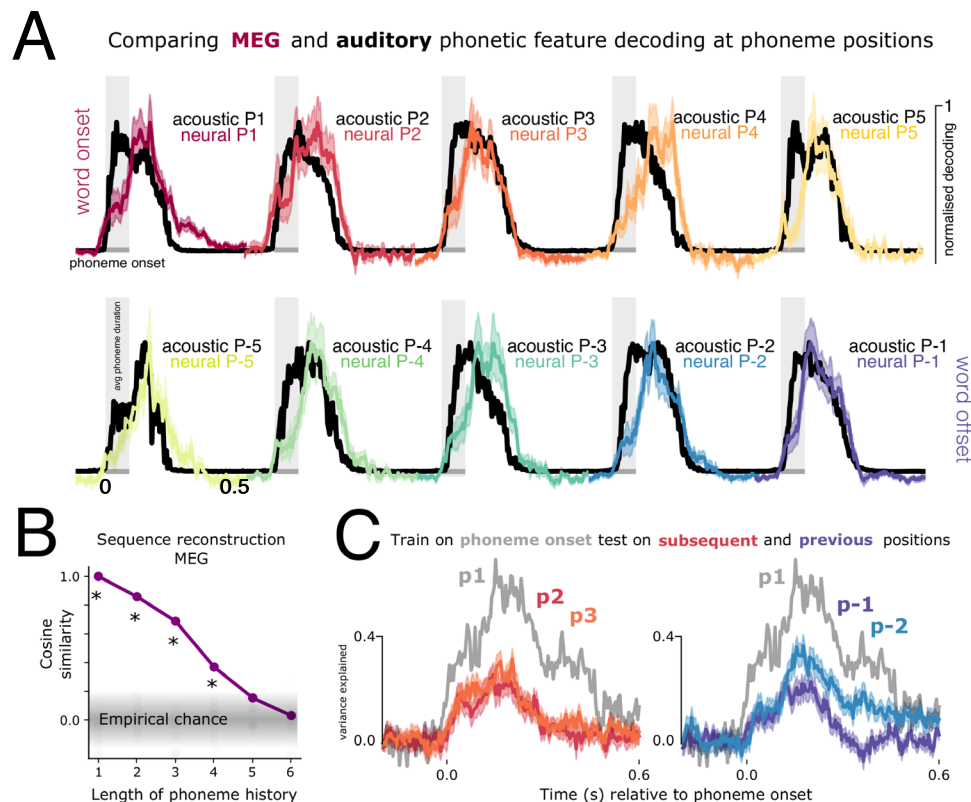 A
Comparing MEG and auditory phonetic feature decoding at phoneme positions
word onset
acoustic P1
neural P1
acoustic P2
neural P2
acoustic P3
neural P3
acoustic P4
neural P4
acoustic P5
neural P5
1
normalised decoding
0
phoneme onset
avg phoneme duration
acoustic P-5
neural P-5
acoustic P-4
neural P-4
acoustic P-3
neural P-3
acoustic P-2
neural P-2
acoustic P-1
neural P-1
word offset
0 0.5
B
Sequence reconstruction
MEG
Cosine
similarity
1.0
0.0
* * * *
Empirical chance
1 2 3 4 5 6
Length of phoneme history
C
Train on phoneme onset test on subsequent and previous positions
p1
p2
p3
0.4
0.0
variance explained
0.0 0.6
p1
p-1
p-2
0.4
0.0
0.0 0.6
Time (s) relative to phoneme onset